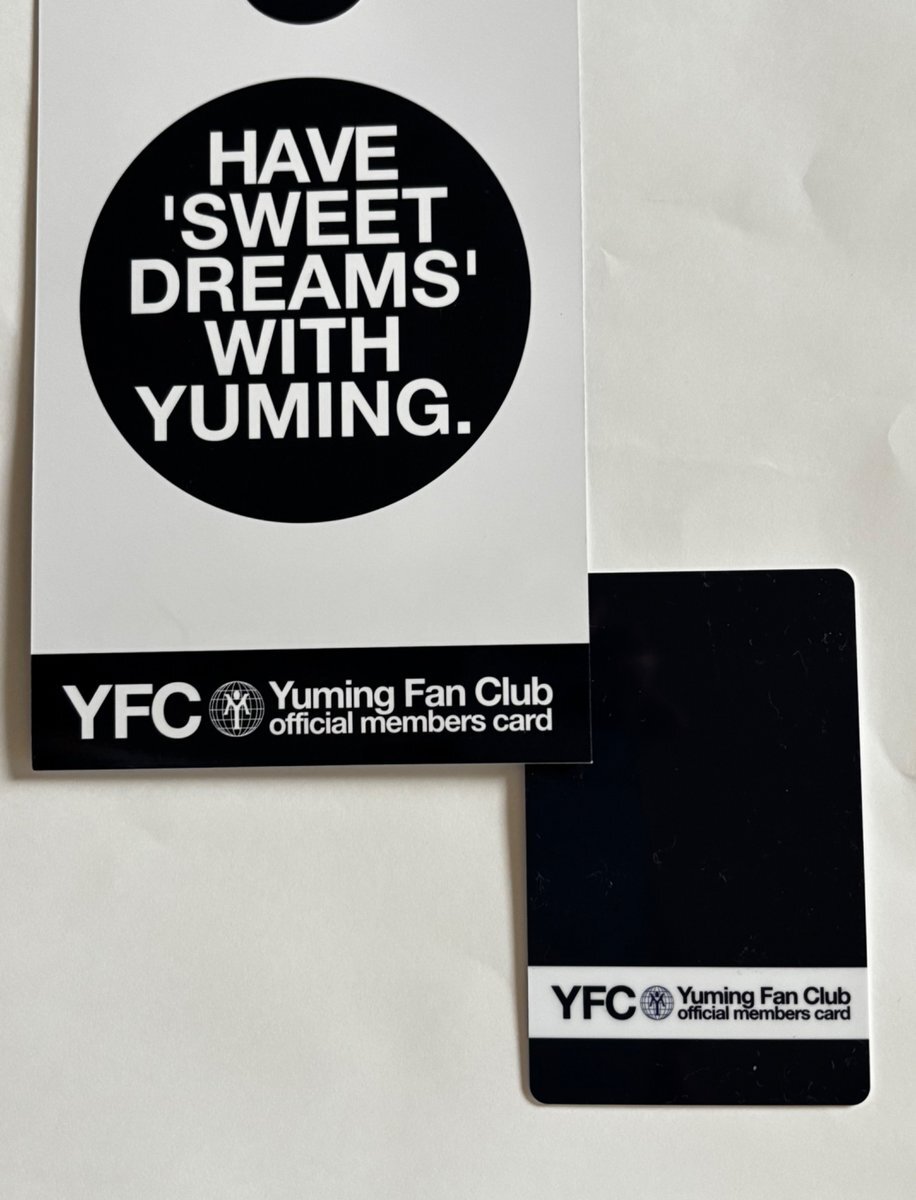 HAVE
'SWEET
DREAMS'
WITH
YUMING.
YFC Yuming Fan Club
official members card
YFC Yuming Fan Club
official members card